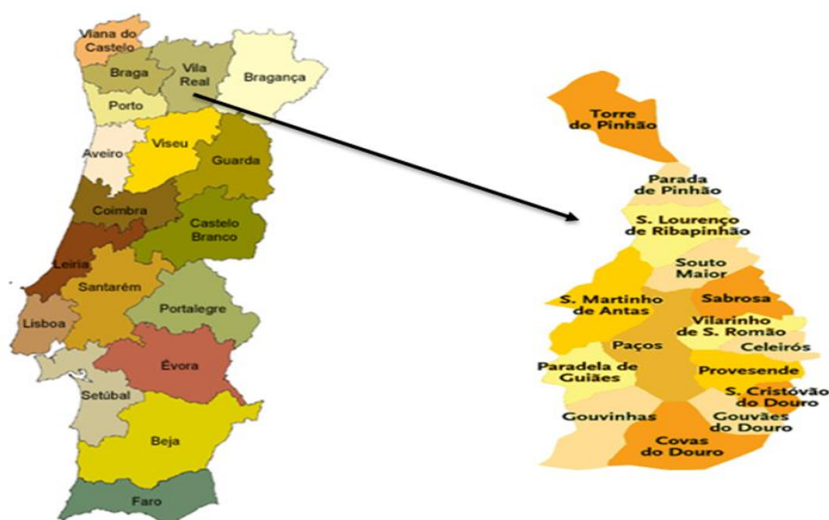 Viana do
Castelo
Braga
Vila
Real
Bragança
Porto
Aveiro
Viseu
Guarda
Coimbra
Castelo
Branco
Leiria
Santarém
Portalegre
Lisboa
Évora
Setúbal
Beja
Faro
Torre
do Pinhão
Parada
de Pinhão
S. Lourenço
de Ribapinhão
Souto
Maior
S. Martinho
de Antas
Sabrosa
Vilarinho
de S. Romão
Paços
Celeirós
Paradela de
Guiães
Provesende
S. Cristóvão
do Douro
Gouvinhas
Gouvães
do Douro
Covas
do Douro